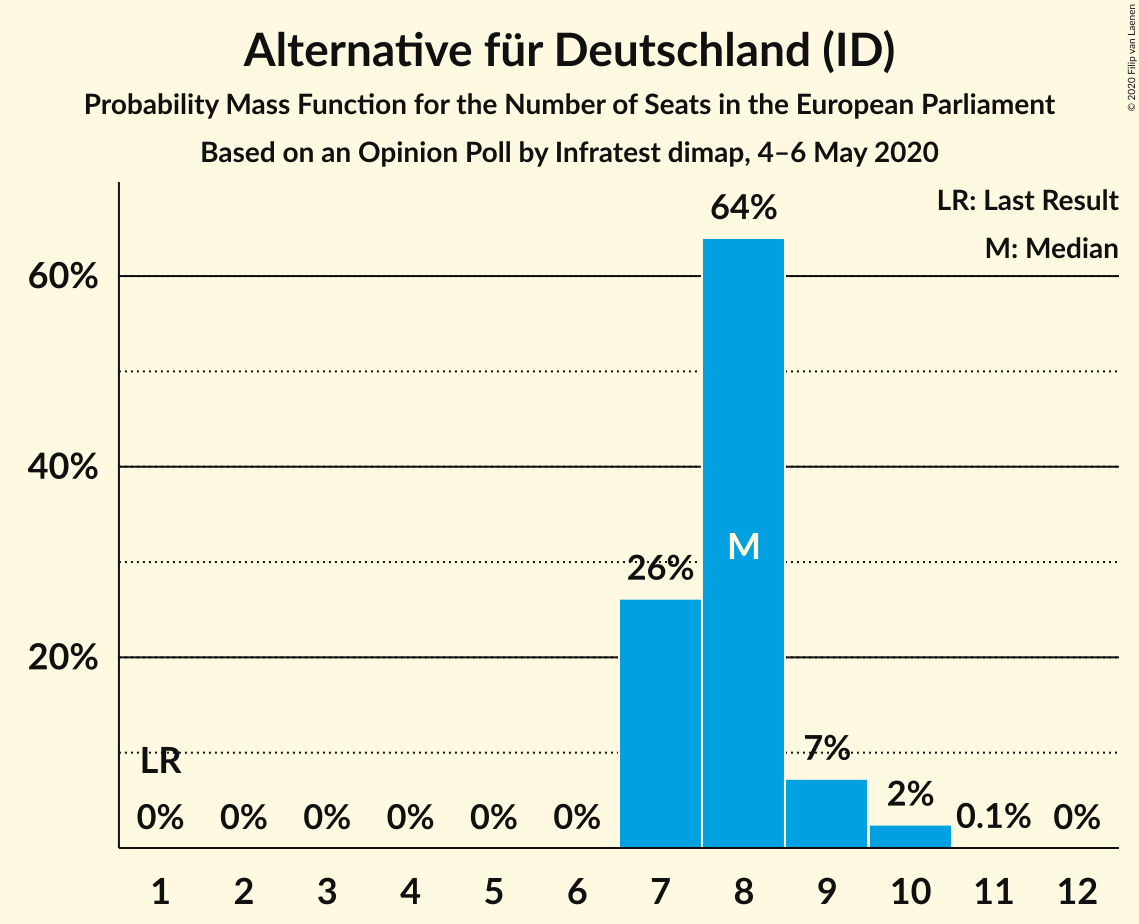 Alternative für Deutschland (ID)
Probability Mass Function for the Number of Seats in the European Parliament
Based on an Opinion Poll by Infratest dimap, 4–6 May 2020
© 2020 Filip van Laenen
LR: Last Result
M: Median
60%
40%
20%
64%
M
26%
LR
7%
2%
0% 0% 0% 0% 0% 0% 0.1% 0%
1 2 3 4 5 6 7 8 9 10 11 12